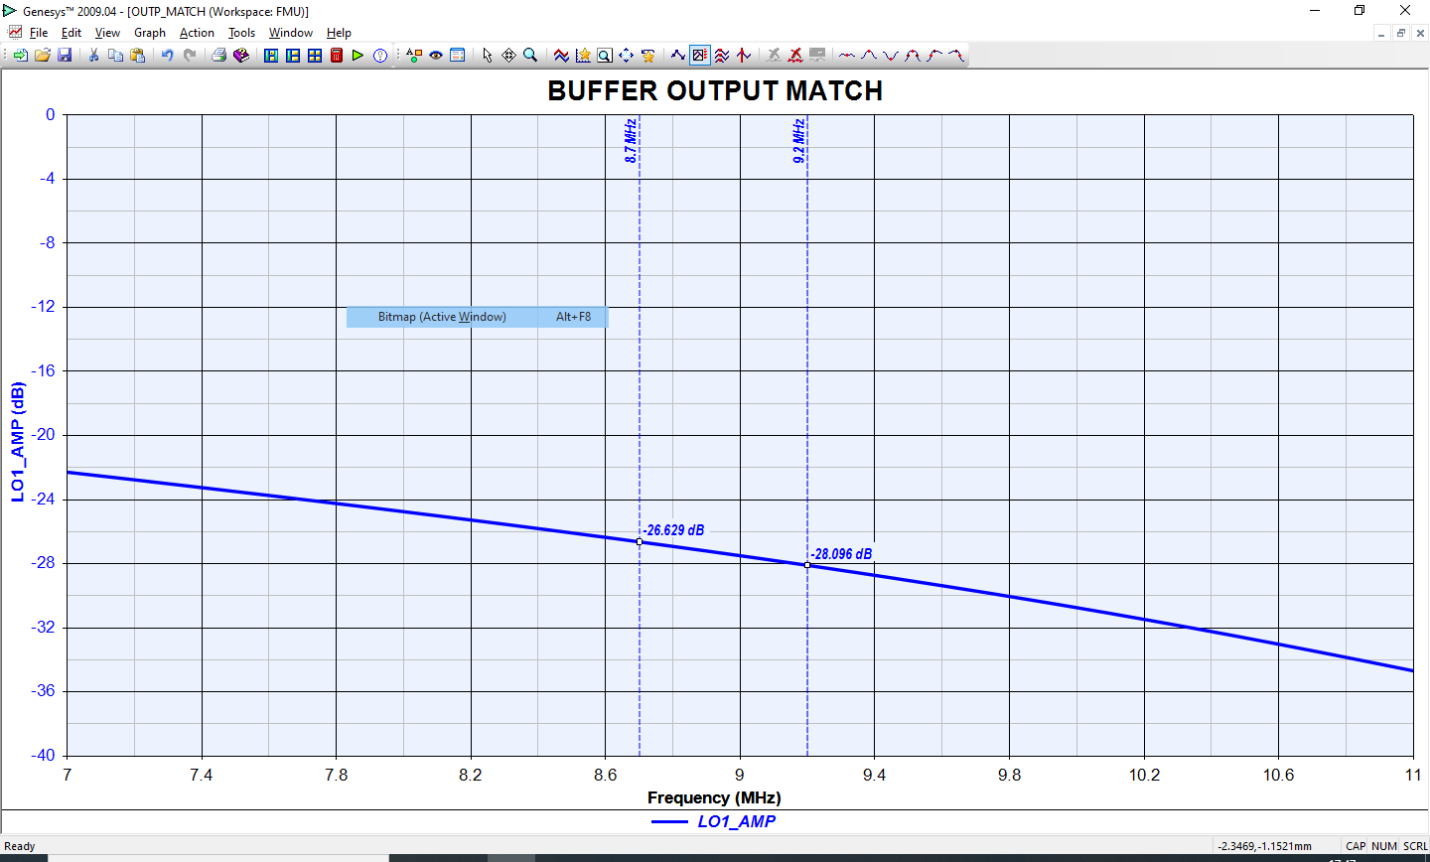 Genesys™ 2009.04 - [OUTP_MATCH (Workspace: FMU)]
File Edit View Graph Action Tools Window Help
BUFFER OUTPUT MATCH
8.7 MHz
9.2 MHz
0
-4
-8
-12
-16
-20
-24
-28
-32
-36
-40
LO1_AMP (dB)
Bitmap (Active Window) Alt+F8
-26.629 dB
-28.096 dB
7 7.4 7.8 8.2 8.6 9 9.4 9.8 10.2 10.6 11
Frequency (MHz)
LO1_AMP
Ready -2.3469,-1.1521mm CAP NUM SCRL